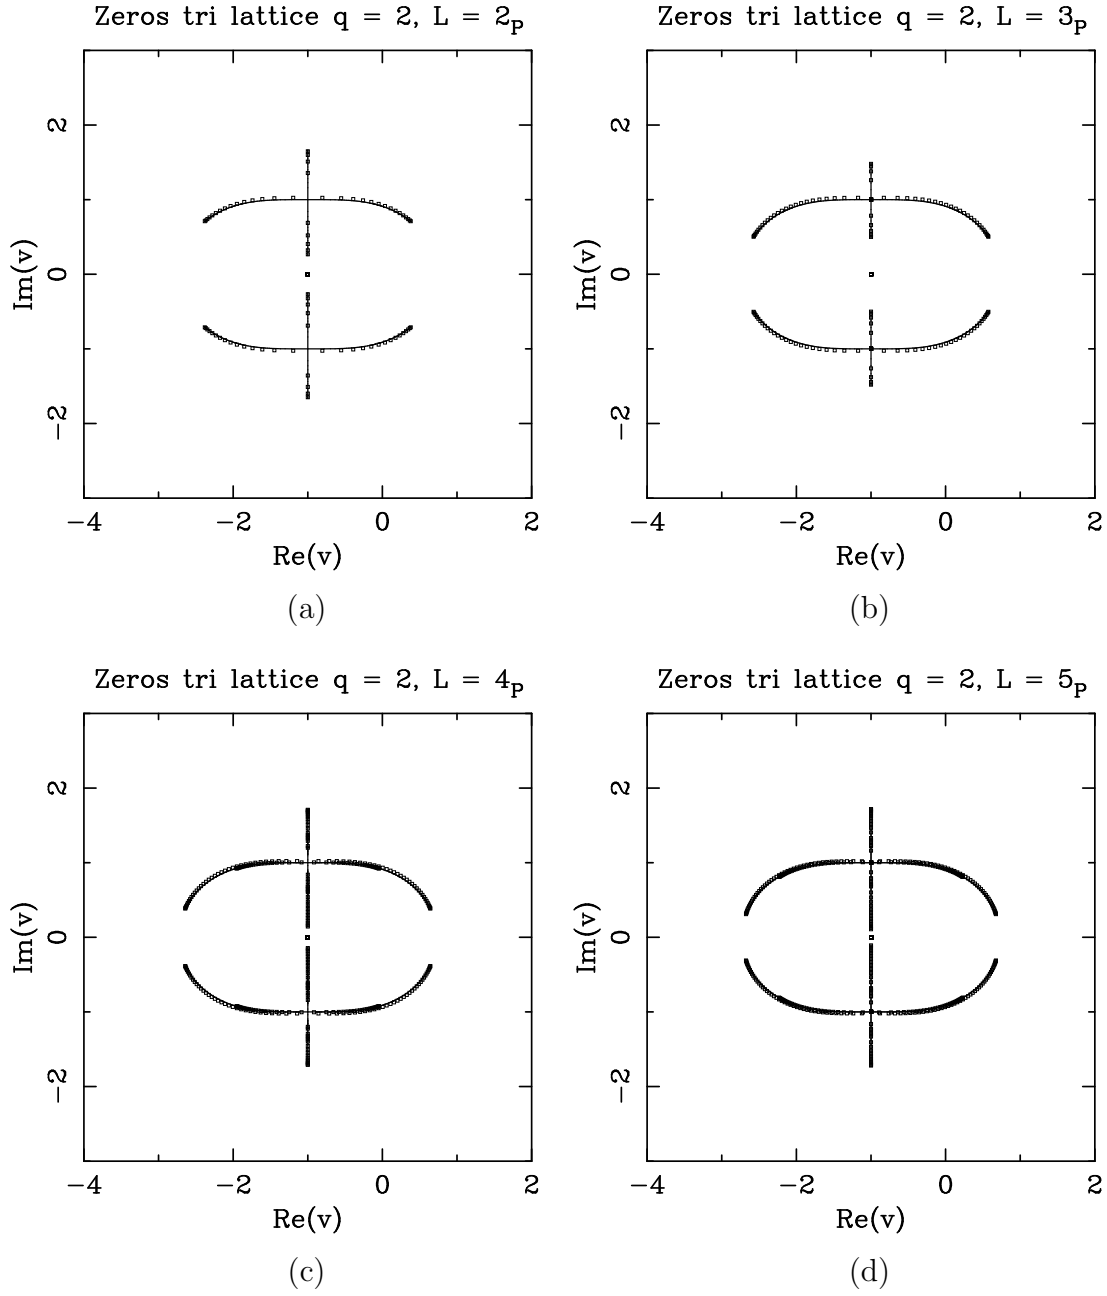 Zeros tri lattice q = 2, L = 2P
Zeros tri lattice q = 2, L = 3P
2
0
−2
Im(v)
−4
−2
0
2
Re(v)
2
0
−2
Im(v)
−4
−2
0
2
Re(v)
(a)
(b)
Zeros tri lattice q = 2, L = 4P
Zeros tri lattice q = 2, L = 5P
2
0
−2
Im(v)
−4
−2
0
2
Re(v)
2
0
−2
Im(v)
−4
−2
0
2
Re(v)
(c)
(d)